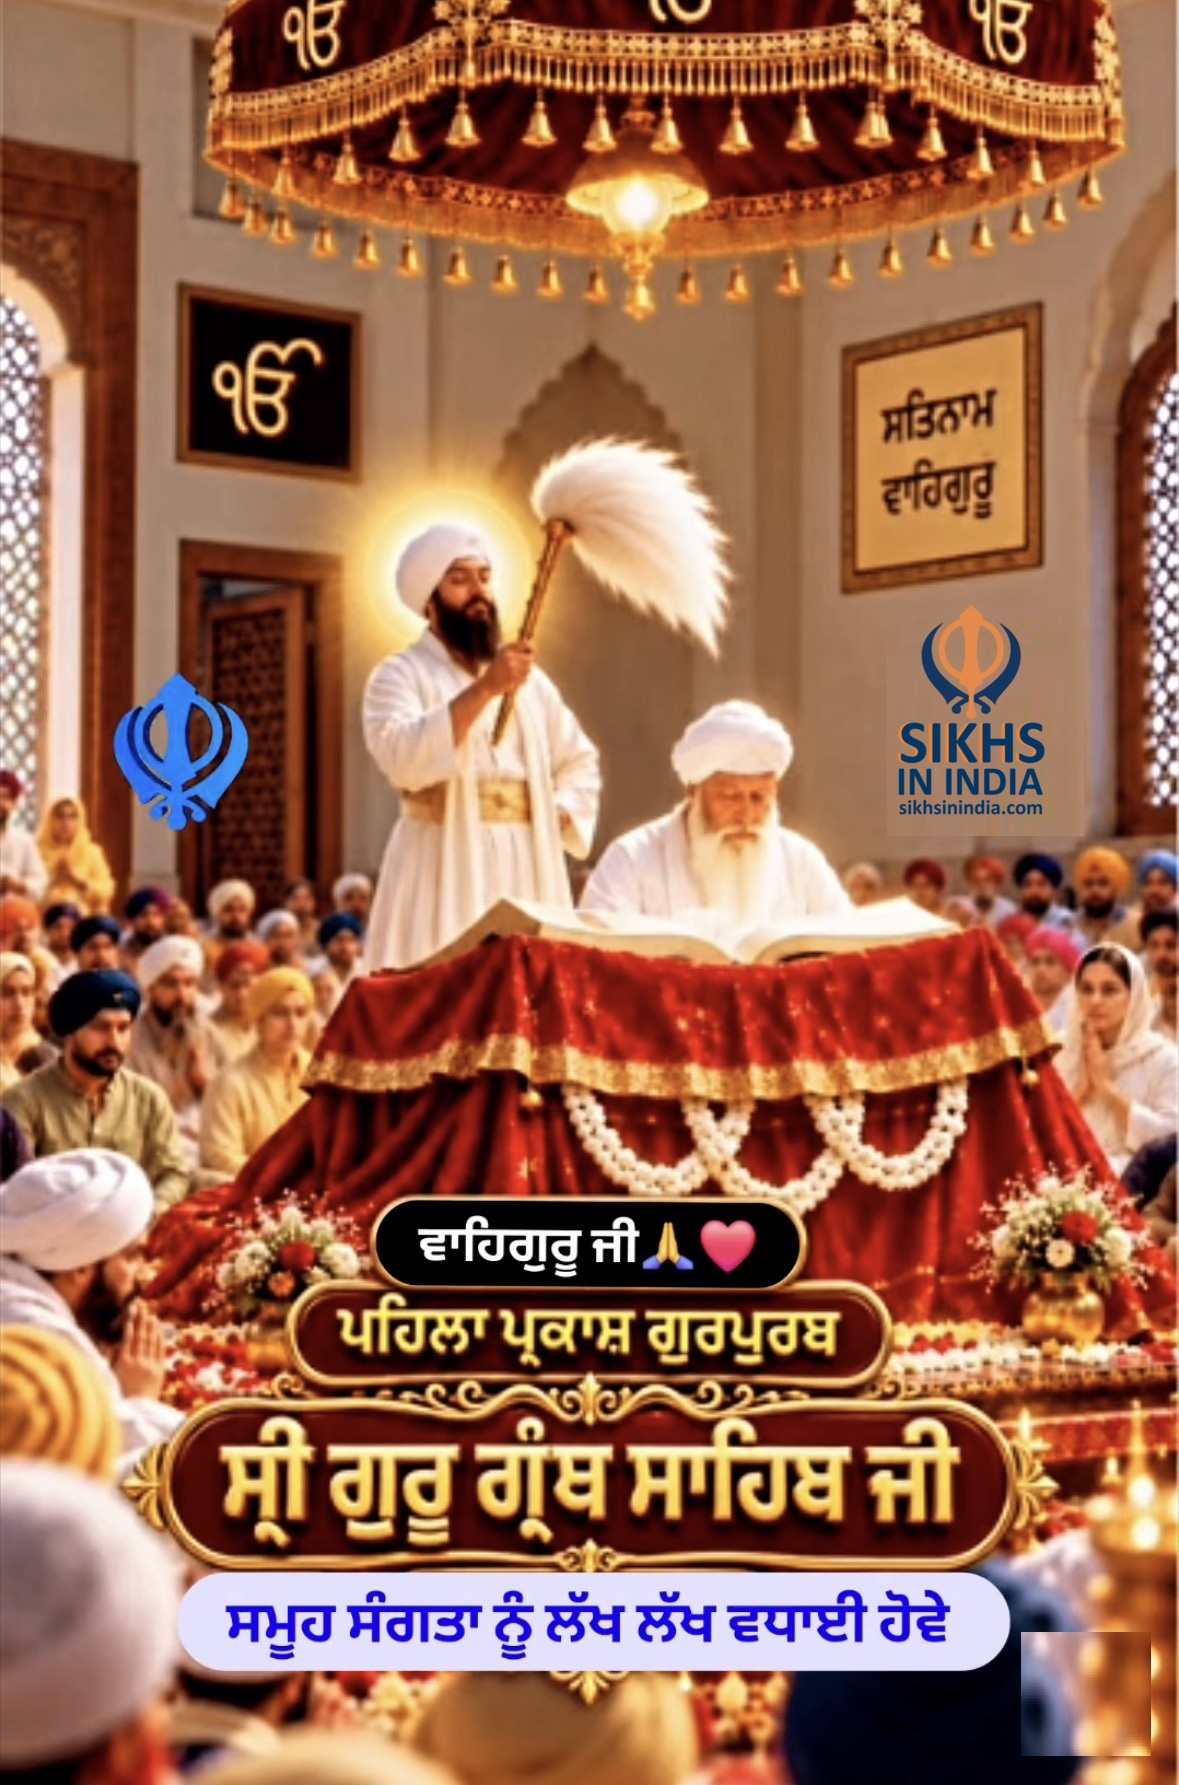 ੴ ੴ ੴ
ੴ
ਸਤਿਨਾਮ
ਵਾਹਿਗੁਰੂ
SIKHS
IN INDIA
sikhsinindia.com
ਵਾਹਿਗੁਰੂ ਜੀ🙏💗
ਪਹਿਲਾ ਪ੍ਰਕਾਸ਼ ਗੁਰਪੁਰਬ
ਸ੍ਰੀ ਗੁਰੂ ਗ੍ਰੰਥ ਸਾਹਿਬ ਜੀ
ਸਮੂਹ ਸੰਗਤਾ ਨੂੰ ਲੱਖ ਲੱਖ ਵਧਾਈ ਹੋਵੇ